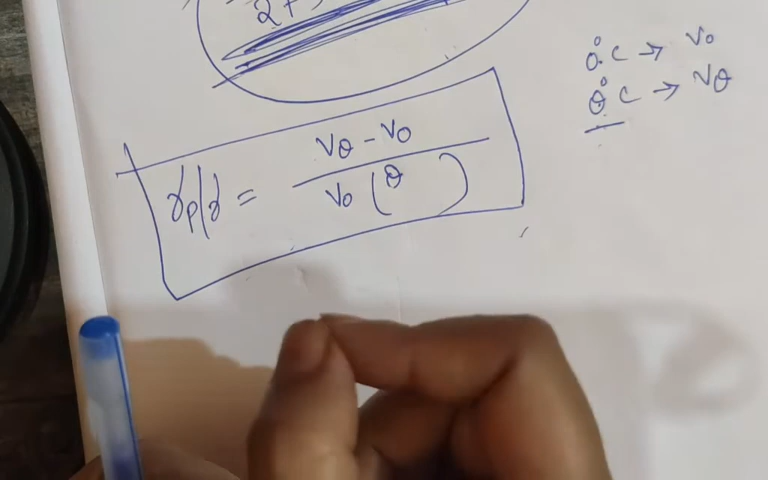 0°C → V₀
θ°C → Vθ
γp/γ = (Vθ - V₀) / V₀(θ )